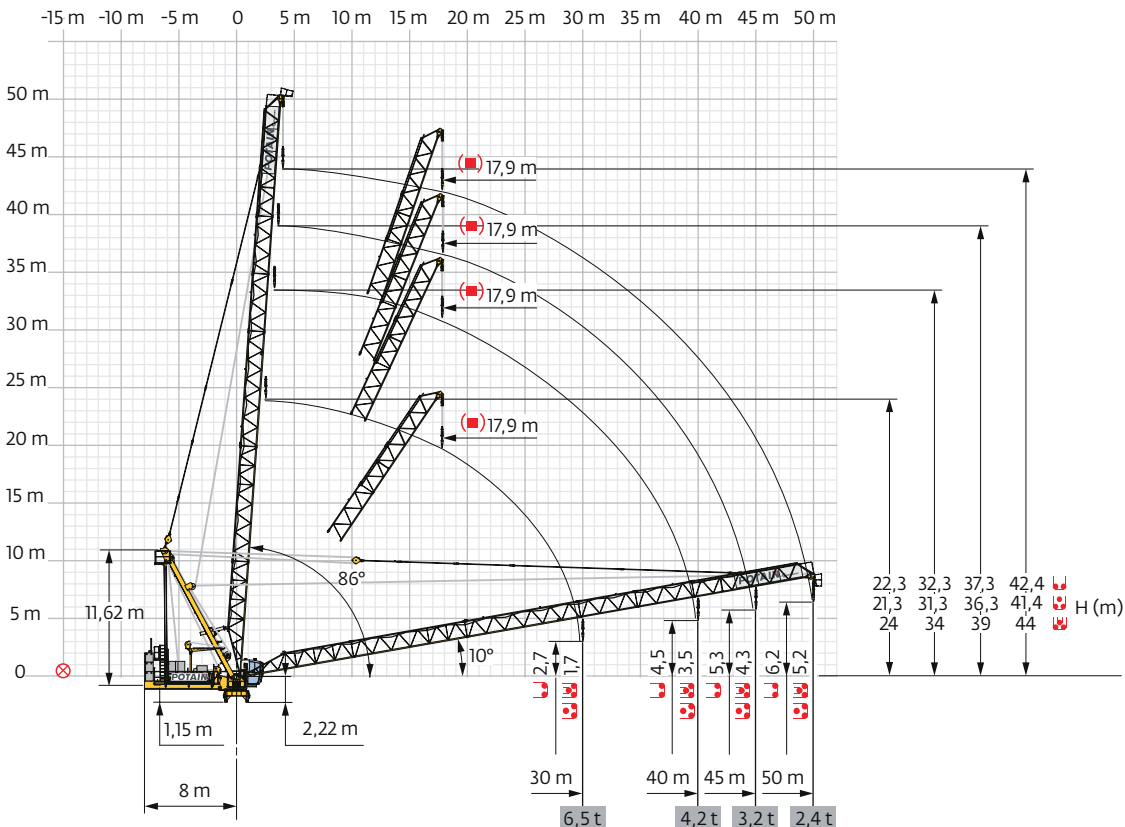 -15 m -10 m -5 m 0 5 m 10 m 15 m 20 m 25 m 30 m 35 m 40 m 45 m 50 m
50 m
45 m
40 m
35 m
30 m
25 m
20 m
15 m
10 m
5 m
0
POTAIN
17,9 m
17,9 m
17,9 m
17,9 m
86°
10°
POTAIN
11,62 m
POTAIN
22,3 32,3 37,3 42,4
21,3 31,3 36,3 41,4 H (m)
24 34 39 44
2,7 1,7 4,5 3,5 5,3 4,3 6,2 5,2
1,15 m 2,22 m
8 m 30 m 40 m 45 m 50 m
6,5 t 4,2 t 3,2 t 2,4 t